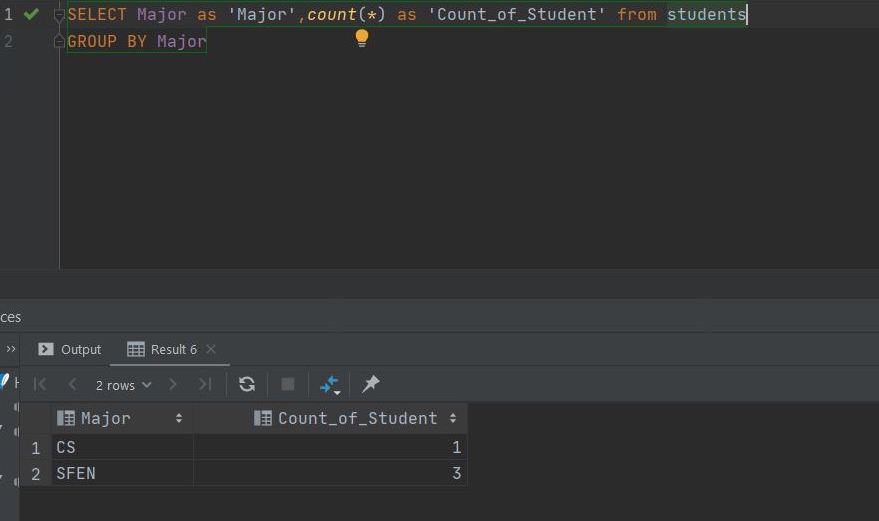 1 SELECT Major as 'Major',count(*) as 'Count_of_Student' from students
2 GROUP BY Major
ces
Output Result 6
H 2 rows
Major Count_of_Student
1 CS 1
2 SFEN 3